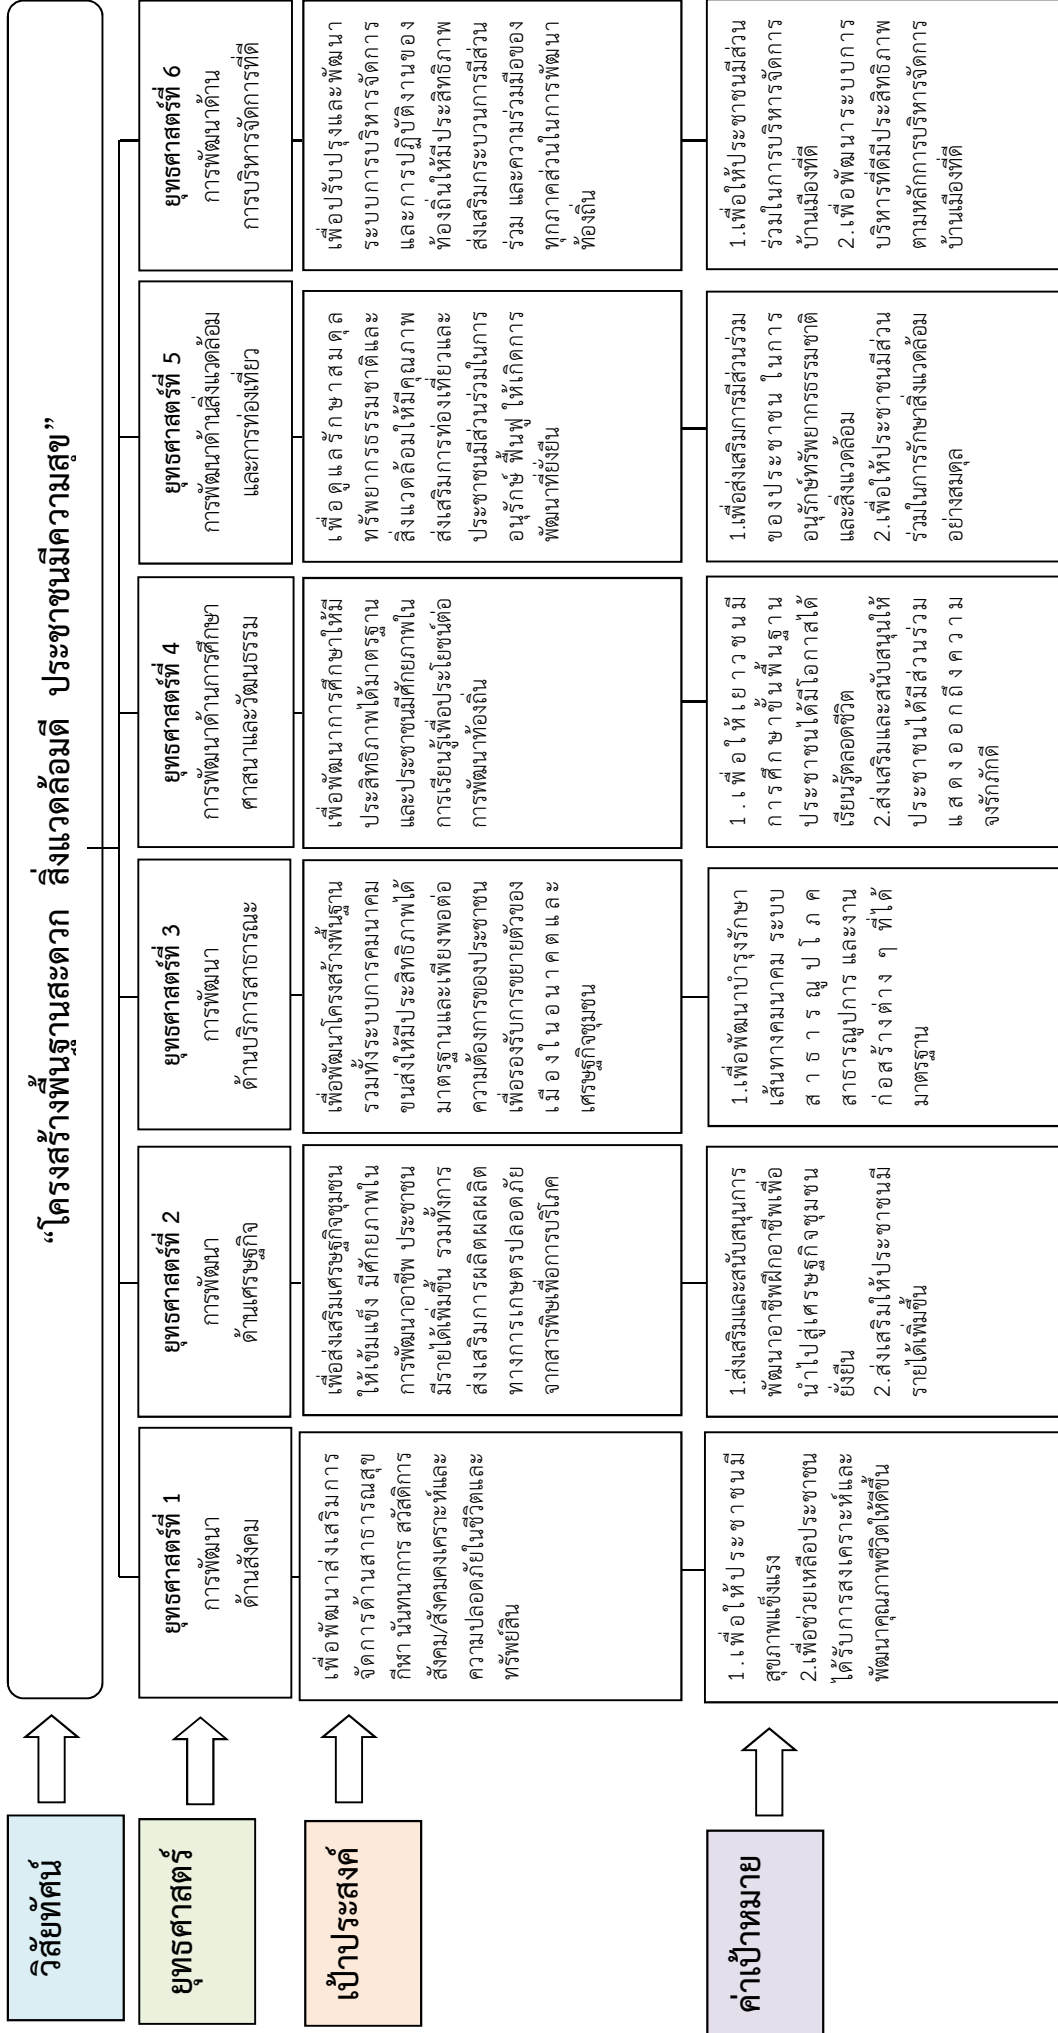 วิสัยทัศน์
“โครงสร้างพื้นฐานสะดวก สิ่งแวดล้อมดี ประชาชนมีความสุข”
ยุทธศาสตร์
ยุทธศาสตร์ที่ 1
การพัฒนา
ด้านสังคม
ยุทธศาสตร์ที่ 2
การพัฒนา
ด้านเศรษฐกิจ
ยุทธศาสตร์ที่ 3
การพัฒนา
ด้านบริการสาธารณะ
ยุทธศาสตร์ที่ 4
การพัฒนาด้านการศึกษา
ศาสนาและวัฒนธรรม
ยุทธศาสตร์ที่ 5
การพัฒนาด้านสิ่งแวดล้อม
และการท่องเที่ยว
ยุทธศาสตร์ที่ 6
การพัฒนาด้าน
การบริหารจัดการที่ดี
เป้าประสงค์
เพื่อพัฒนาส่งเสริมการ
จัดการด้านสาธารณสุข
กีฬา นันทนาการ สวัสดิการ
สังคม/สังคมคงเคราะห์และ
ความปลอดภัยในชีวิตและ
ทรัพย์สิน
เพื่อส่งเสริมเศรษฐกิจชุมชน
ให้เข้มแข็ง มีศักยภาพใน
การพัฒนาอาชีพ ประชาชน
มีรายได้เพิ่มขึ้น รวมทั้งการ
ส่งเสริมการผลิตผลผลิต
ทางการเกษตรปลอดภัย
จากสารพิษเพื่อการบริโภค
เพื่อพัฒนาโครงสร้างพื้นฐาน
รวมทั้งระบบการคมนาคม
ขนส่งให้มีประสิทธิภาพได้
มาตรฐานและเพียงพอต่อ
ความต้องการของประชาชน
เพื่อรองรับการขยายตัวของ
เมืองในอนาคตและ
เศรษฐกิจชุมชน
เพื่อพัฒนาการศึกษาให้มี
ประสิทธิภาพได้มาตรฐาน
และประชาชนมีศักยภาพใน
การเรียนรู้เพื่อประโยชน์ต่อ
การพัฒนาท้องถิ่น
เพื่อดูแลรักษาสมดุล
ทรัพยากรธรรมชาติและ
สิ่งแวดล้อมให้มีคุณภาพ
ส่งเสริมการท่องเที่ยวและ
ประชาชนมีส่วนร่วมในการ
อนุรักษ์ ฟื้นฟู ให้เกิดการ
พัฒนาที่ยั่งยืน
เพื่อปรับปรุงและพัฒนา
ระบบการบริหารจัดการ
และการปฏิบัติงานของ
ท้องถิ่นให้มีประสิทธิภาพ
ส่งเสริมกระบวนการมีส่วน
ร่วม และความร่วมมือของ
ทุกภาคส่วนในการพัฒนา
ท้องถิ่น
ค่าเป้าหมาย
1.เพื่อให้ประชาชนมี
สุขภาพแข็งแรง
2.เพื่อช่วยเหลือประชาชน
ได้รับการสงเคราะห์และ
พัฒนาคุณภาพชีวิตให้ดีขึ้น
1.ส่งเสริมและสนับสนุนการ
พัฒนาอาชีพฝึกอาชีพเพื่อ
นำไปสู่เศรษฐกิจชุมชน
ยั่งยืน
2.ส่งเสริมให้ประชาชนมี
รายได้เพิ่มขึ้น
1.เพื่อพัฒนาบำรุงรักษา
เส้นทางคมนาคม ระบบ
สาธารณูปโภค
สาธารณูปการ และงาน
ก่อสร้างต่าง ๆ ที่ได้
มาตรฐาน
1.เพื่อให้เยาวชนมี
การศึกษาขั้นพื้นฐาน
ประชาชนได้มีโอกาสได้
เรียนรู้ตลอดชีวิต
2.ส่งเสริมและสนับสนุนให้
ประชาชนได้มีส่วนร่วม
แสดงออกถึงความ
จงรักภักดี
1.เพื่อส่งเสริมการมีส่วนร่วม
ของประชาชน ในการ
อนุรักษ์ทรัพยากรธรรมชาติ
และสิ่งแวดล้อม
2.เพื่อให้ประชาชนมีส่วน
ร่วมในการรักษาสิ่งแวดล้อม
อย่างสมดุล
1.เพื่อให้ประชาชนมีส่วน
ร่วมในการบริหารจัดการ
บ้านเมืองที่ดี
2.เพื่อพัฒนาระบบการ
บริหารที่ดีมีประสิทธิภาพ
ตามหลักการบริหารจัดการ
บ้านเมืองที่ดี